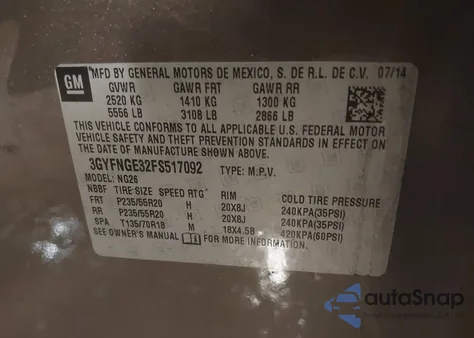 GM
MFD BY GENERAL MOTORS DE MEXICO, S. DE R.L. DE C.V. 07/14
GVWR GAWR FRT GAWR RR
2520 KG 1410 KG 1300 KG
5556 LB 3108 LB 2866 LB
THIS VEHICLE CONFORMS TO ALL APPLICABLE U.S. FEDERAL MOTOR
VEHICLE SAFETY AND THEFT PREVENTION STANDARDS IN EFFECT ON
THE DATE OF MANUFACTURE SHOWN ABOVE.
3GYFNGE32FS517092 TYPE: M.P.V.
MODEL: NQ26
NBBF TIRE SIZE SPEED RTG RIM COLD TIRE PRESSURE
FRT P235/55R20 H 20X8J 240KPA(35PSI)
RR P235/55R20 H 20X8J 240KPA(35PSI)
SPA T135/70R18 M 18X4.5B 420KPA(60PSI)
SEE OWNER'S MANUAL FOR MORE INFORMATION.
autoSnap